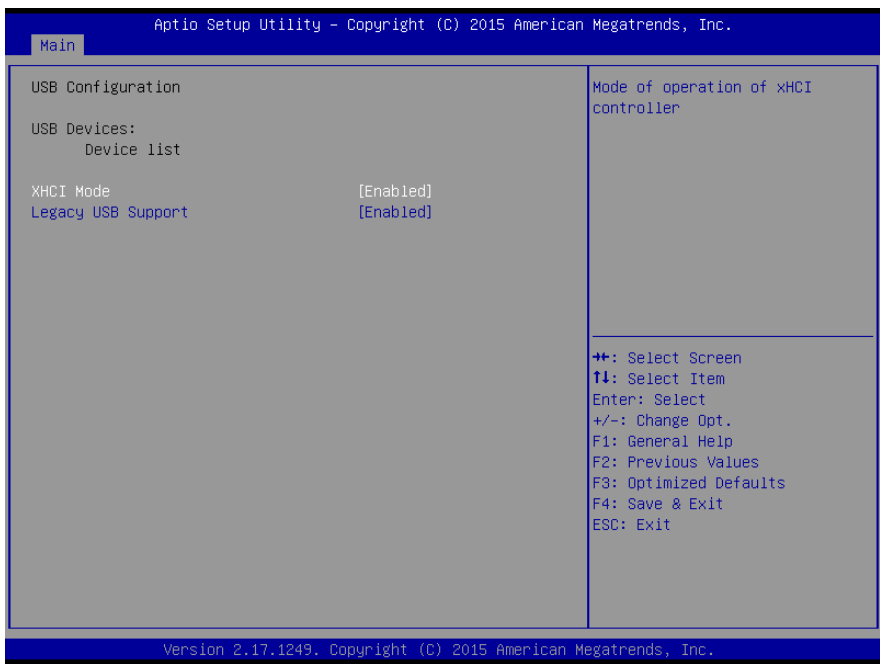 Aptio Setup Utility – Copyright (C) 2015 American Megatrends, Inc.
Main
USB Configuration
USB Devices:
Device list
XHCI Mode [Enabled]
Legacy USB Support [Enabled]
Mode of operation of xHCI
controller
→←: Select Screen
↑↓: Select Item
Enter: Select
+/-: Change Opt.
F1: General Help
F2: Previous Values
F3: Optimized Defaults
F4: Save & Exit
ESC: Exit
Version 2.17.1249. Copyright (C) 2015 American Megatrends, Inc.